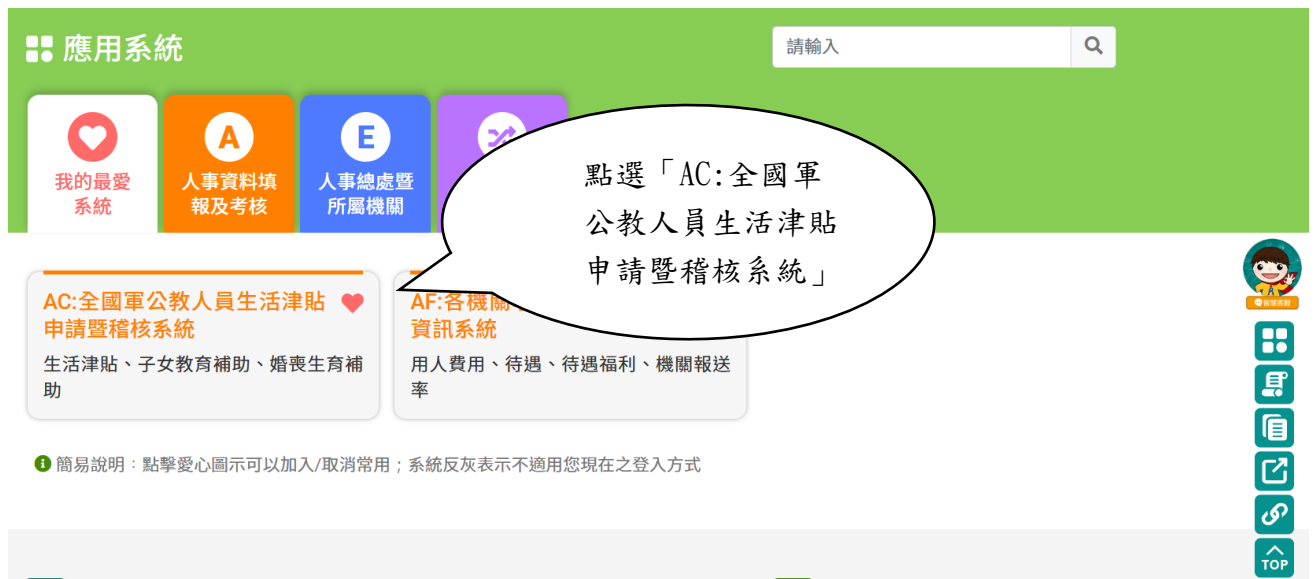 應用系統
請輸入
我的最愛
系統
A
人事資料填
報及考核
E
人事總處暨
所屬機關
點選「AC:全國軍
公教人員生活津貼
申請暨稽核系統」
AC:全國軍公教人員生活津貼
申請暨稽核系統
生活津貼、子女教育補助、婚喪生育補
助
AF:各機關
資訊系統
用人費用、待遇、待遇福利、機關報送
率
簡易說明：點擊愛心圖示可以加入/取消常用；系統反灰表示不適用您現在之登入方式
智慧客服
TOP